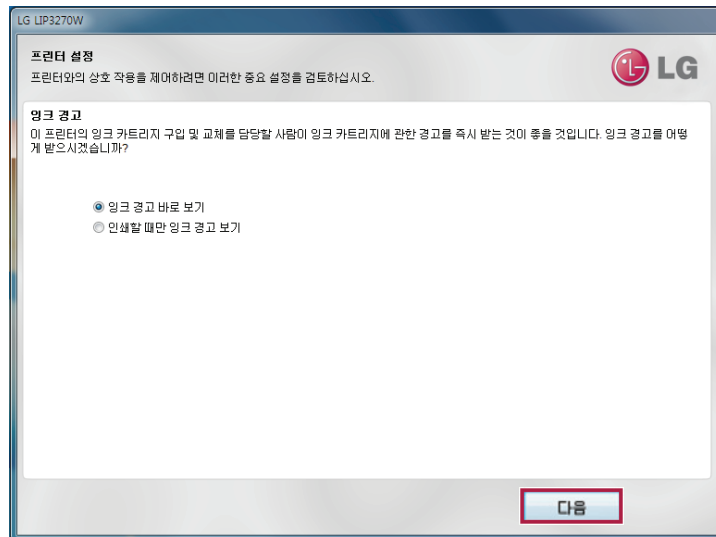 LG LIP3270W
프린터 설정
프린터와의 상호 작용을 제어하려면 이러한 중요 설정을 검토하십시오.
LG
잉크 경고
이 프린터의 잉크 카트리지 구입 및 교체를 담당할 사람이 잉크 카트리지에 관한 경고를 즉시 받는 것이 좋을 것입니다. 잉크 경고를 어떻
게 받으시겠습니까?
잉크 경고 바로 보기
인쇄할 때만 잉크 경고 보기
다음